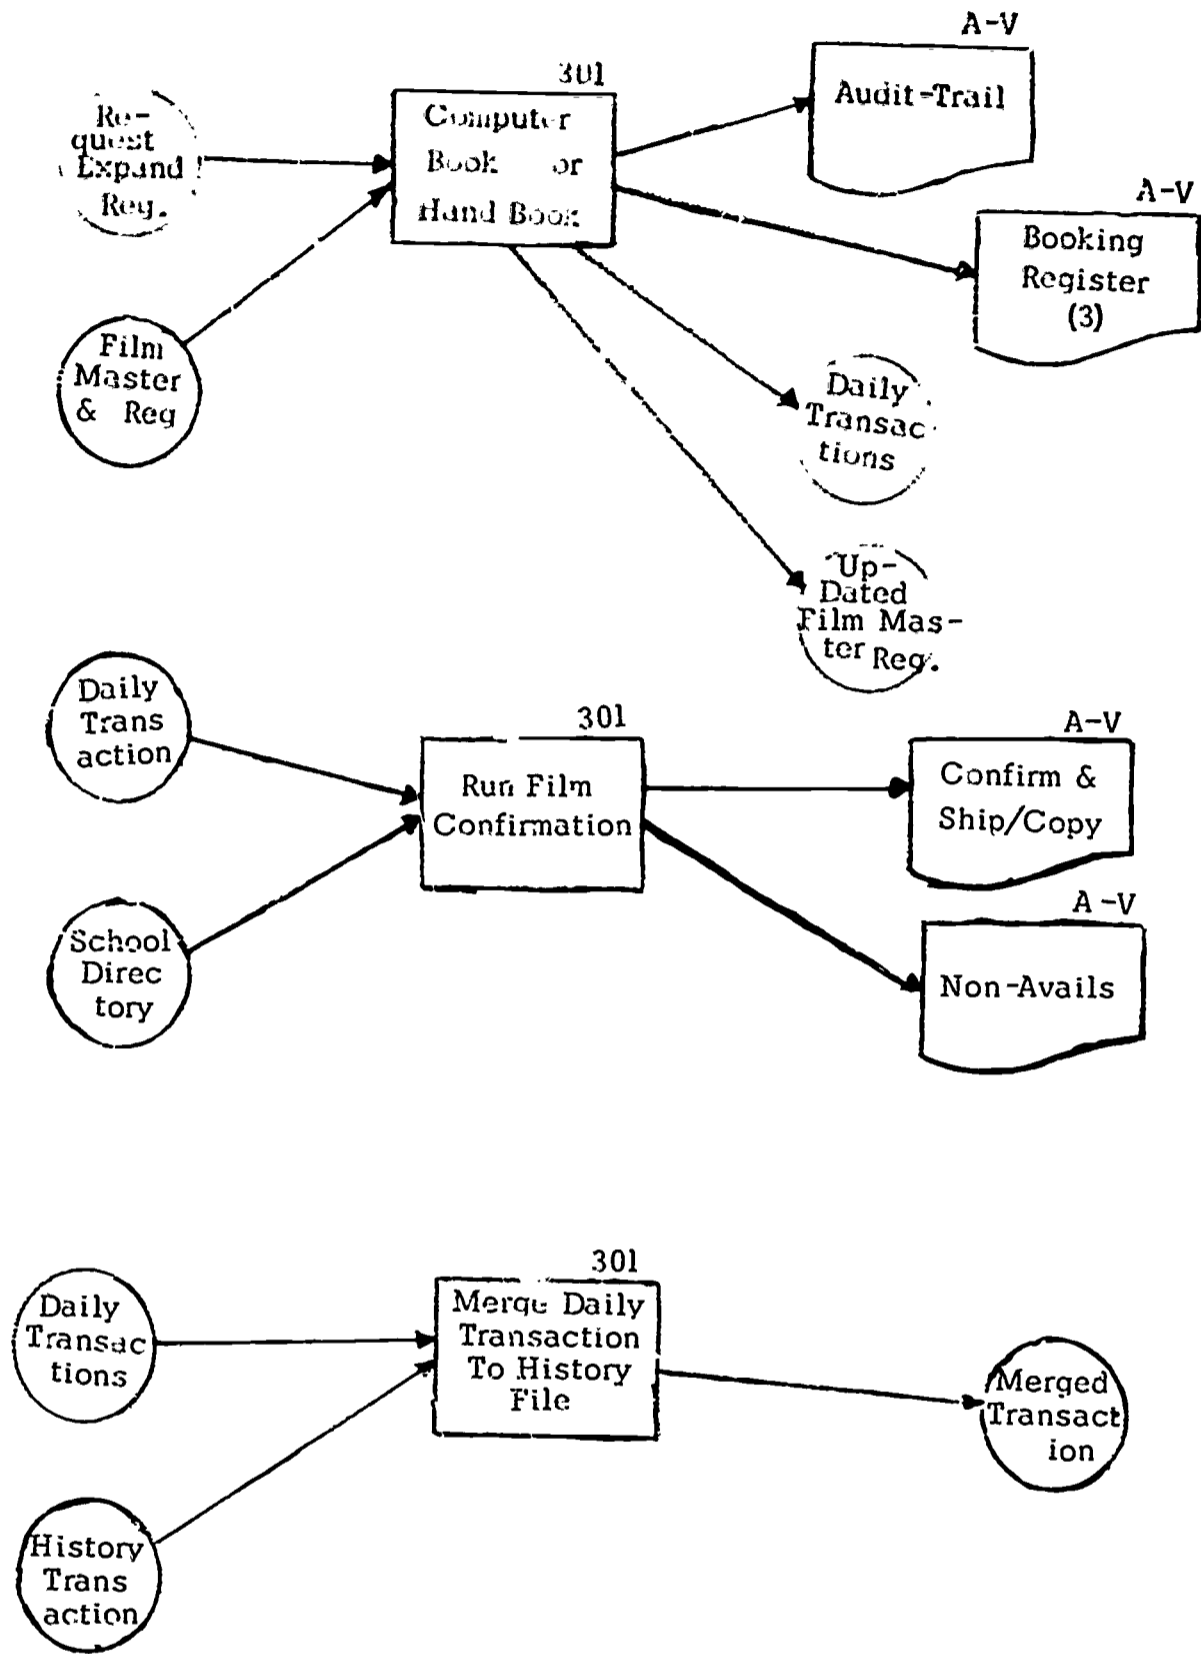 A-V
Audit-Trail
301
Computer
Book or
Hand Book
Re-
quest
Expand
Reg.
A-V
Booking
Register
(3)
Film
Master
& Reg
Daily
Transac
tions
Up-
Dated
Film Mas-
ter Reg.
Daily
Trans
action
301
Run Film
Confirmation
A-V
Confirm &
Ship/Copy
School
Direc
tory
A-V
Non-Avails
Daily
Transac
tions
301
Merge Daily
Transaction
To History
File
Merged
Transact
ion
History
Trans
action